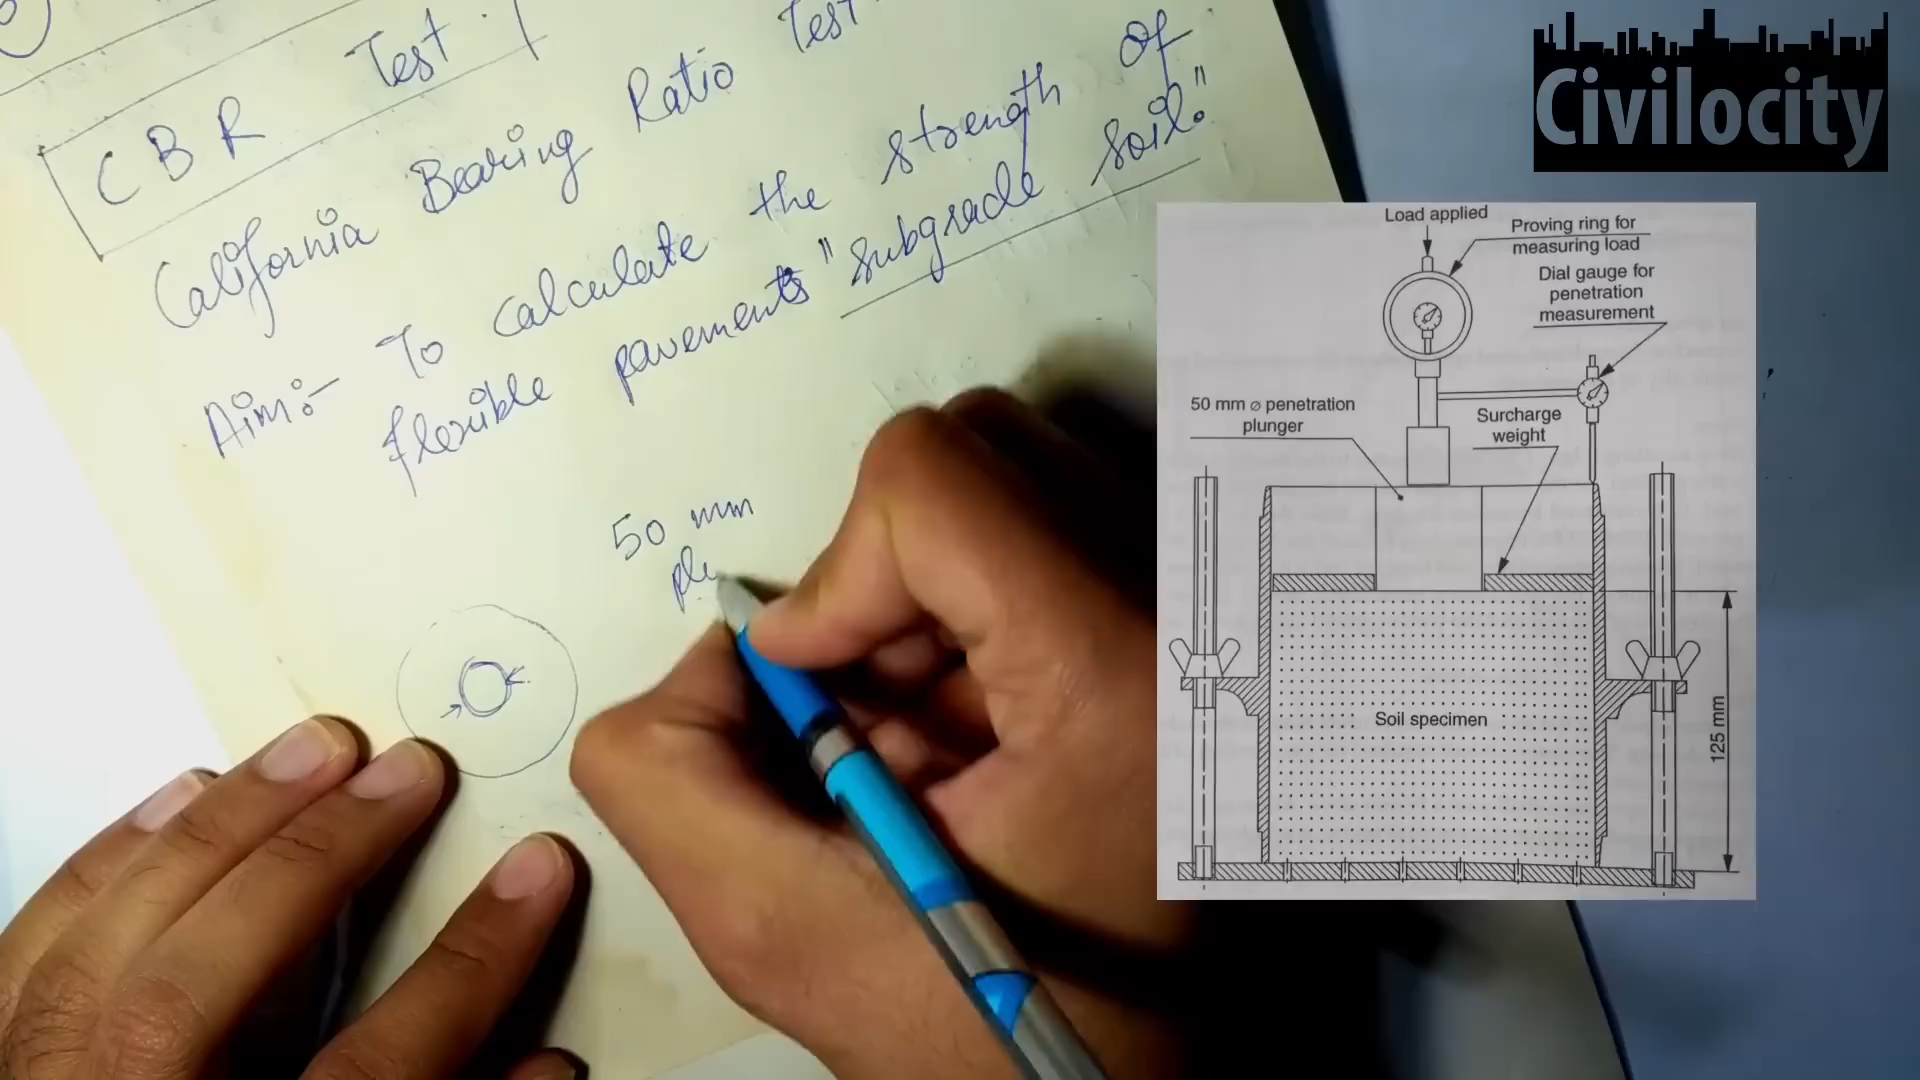 CBR Test
California Bearing Ratio Test
Aim:- To calculate the strength of
flexible pavements "subgrade soil."
50 mm
Civilocity
Load applied
Proving ring for
measuring load
Dial gauge for
penetration
measurement
50 mm ⌀ penetration
plunger
Surcharge
weight
Soil specimen
125 mm